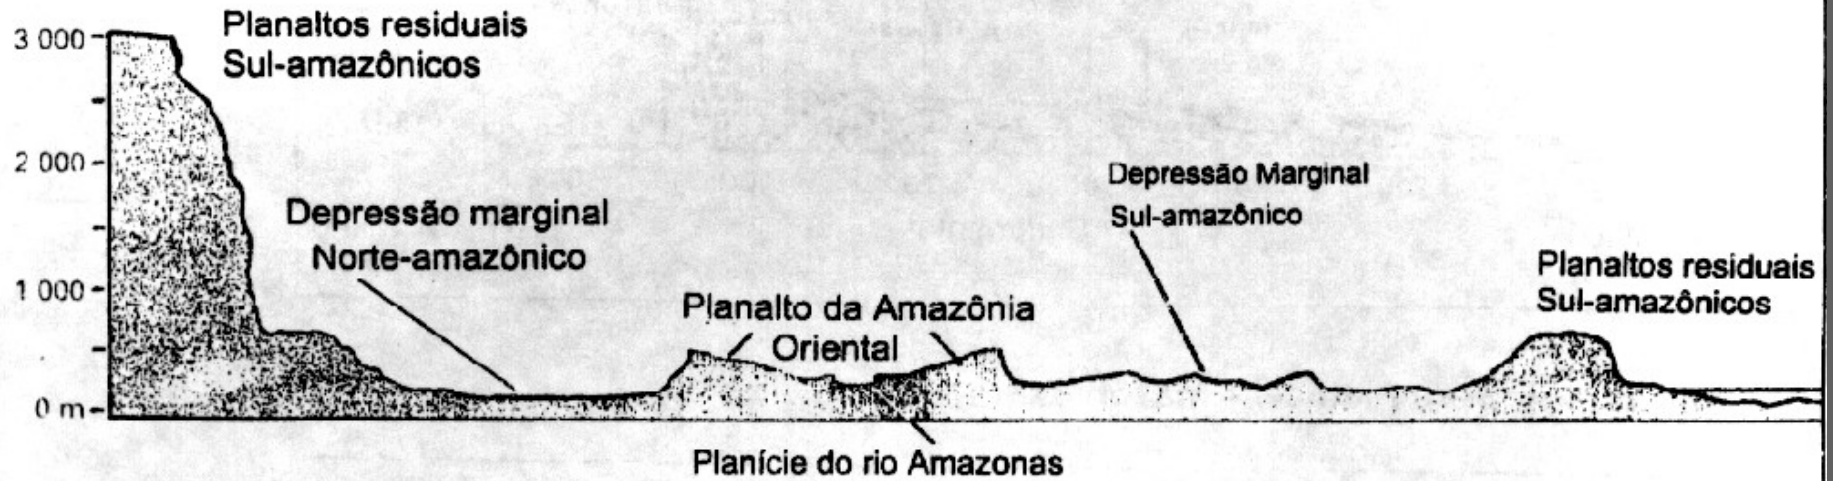 3 000
2 000
1 000
0 m
Planaltos residuais
Sul-amazônicos
Depressão marginal
Norte-amazônico
Planalto da Amazônia
Oriental
Planície do rio Amazonas
Depressão Marginal
Sul-amazônico
Planaltos residuais
Sul-amazônicos